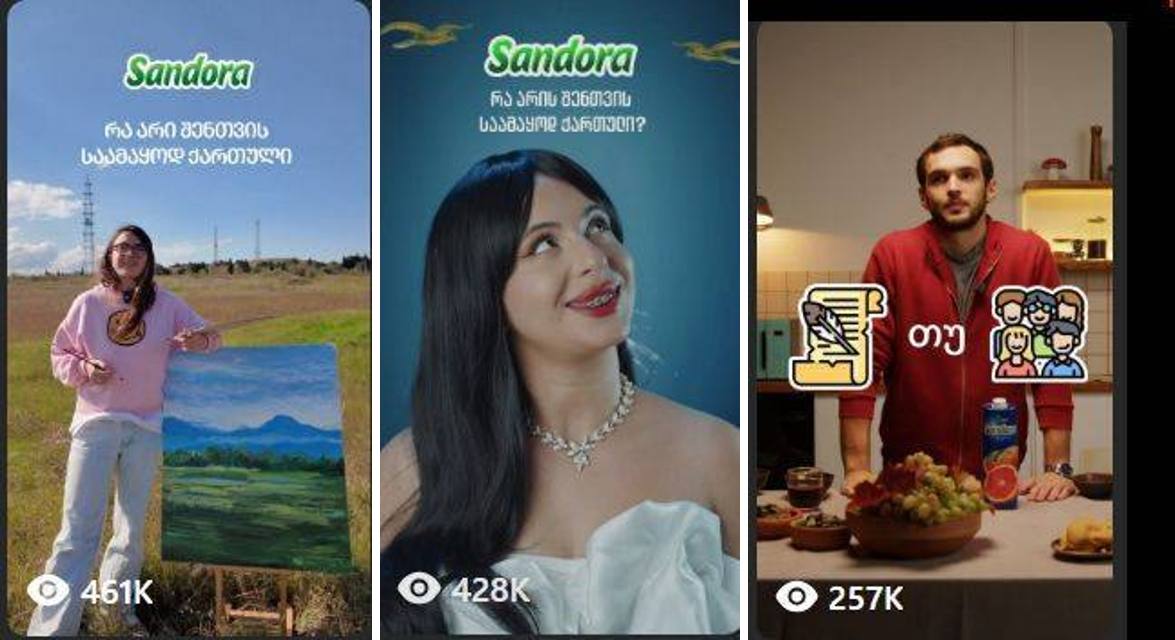 Sandora
რა არი შენთვის
საამაყოდ ქართული
461K
Sandora
რა არის შენთვის
საამაყოდ ქართული?
428K
თუ
257K